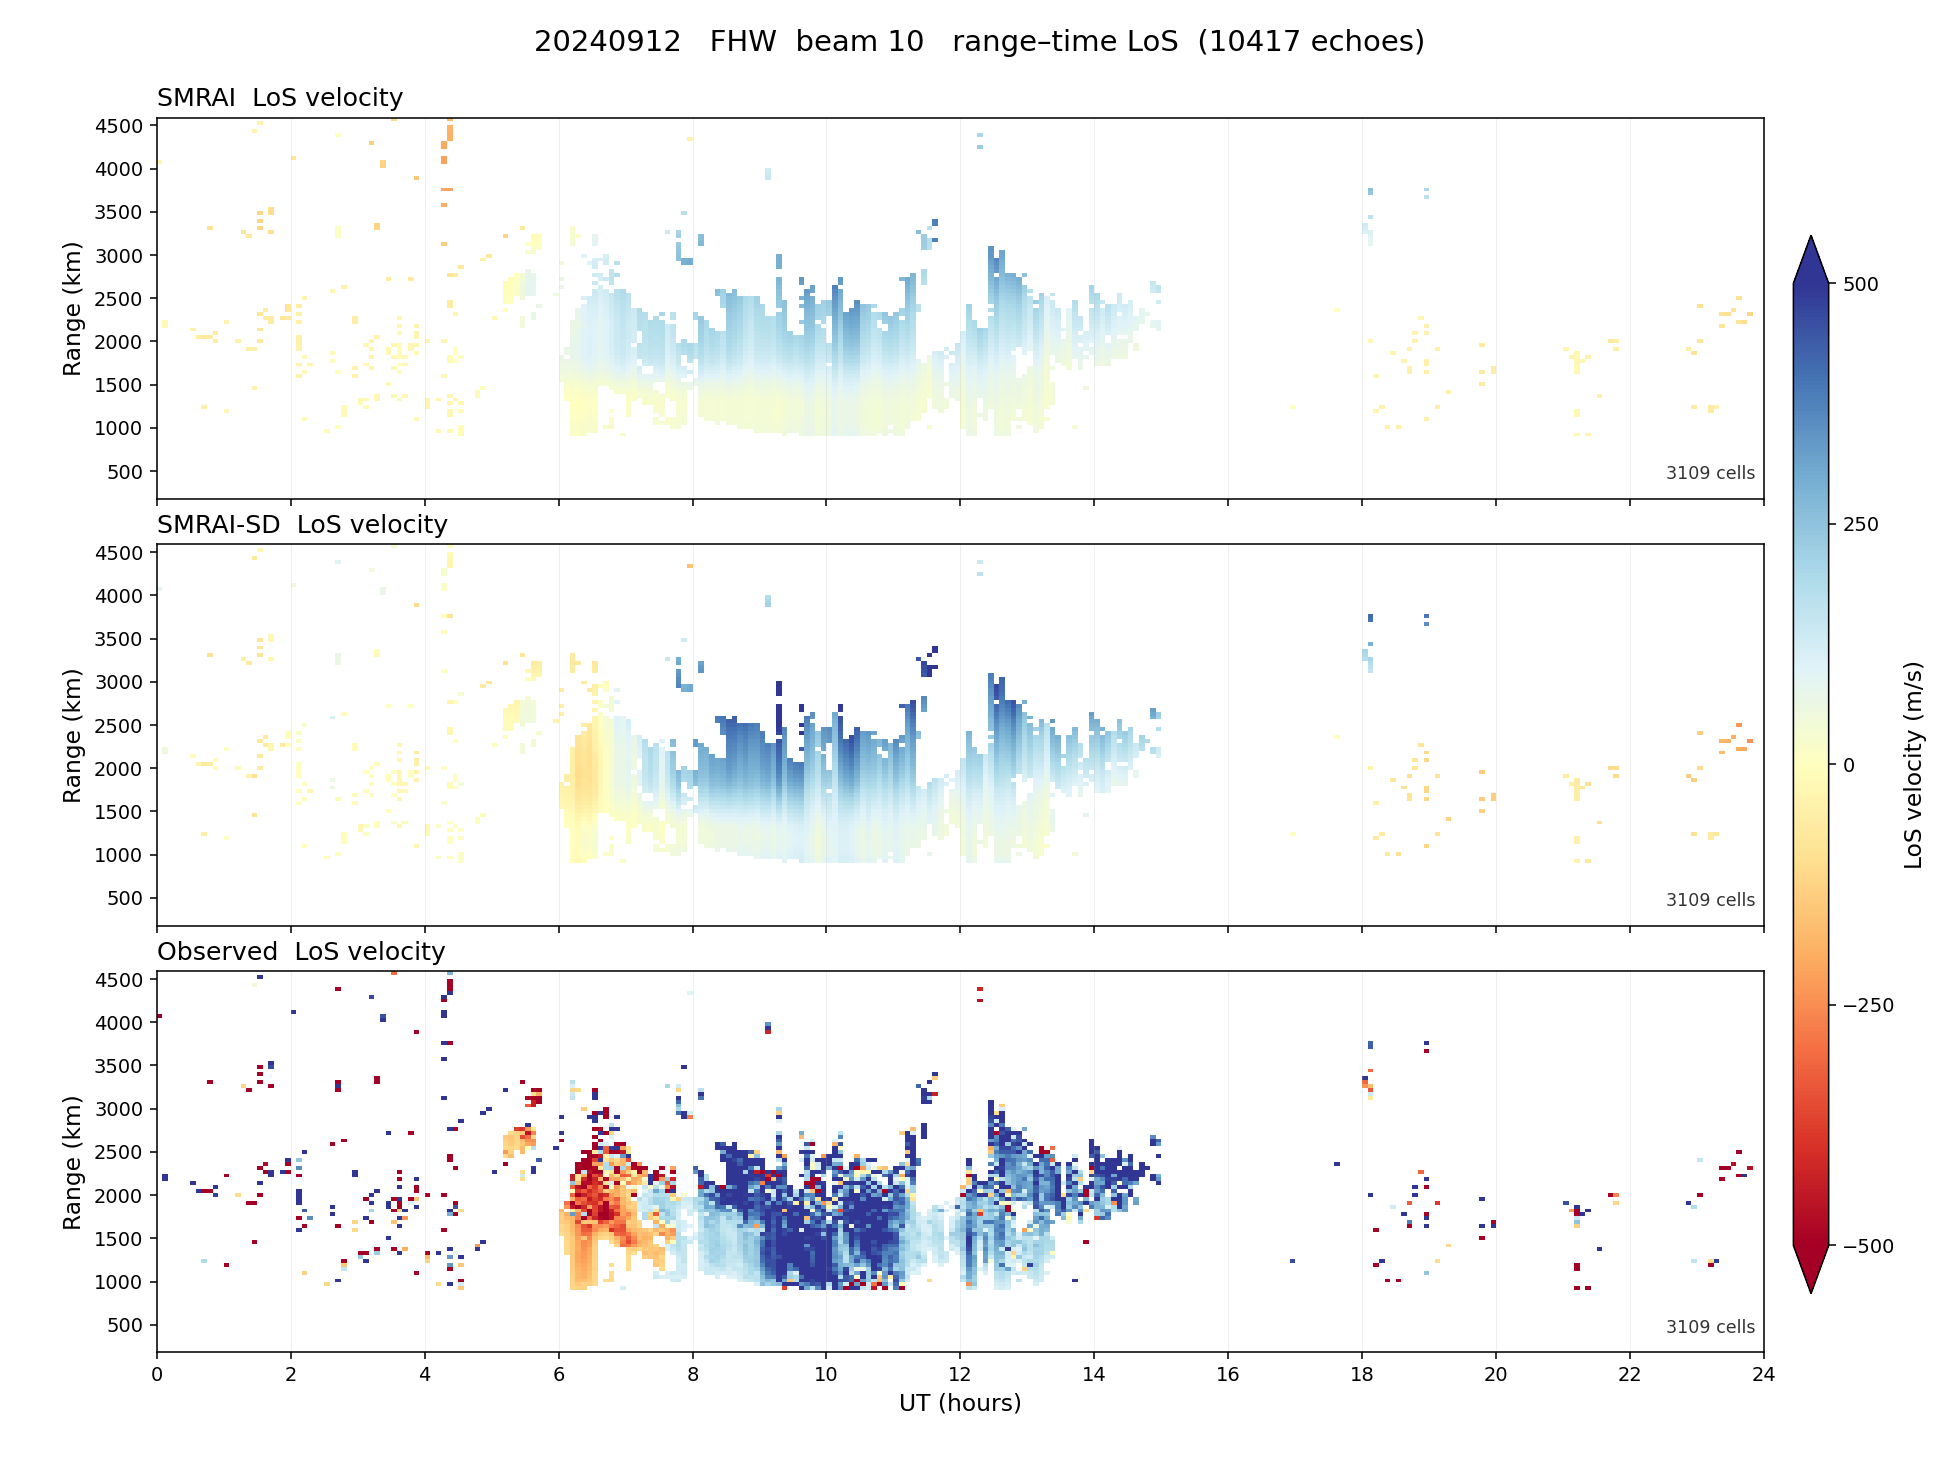 20240912 FHW beam 10 range–time LoS (10417 echoes)
SMRAI LoS velocity
4500
4000
3500
3000
2500
2000
1500
1000
500
Range (km)
3109 cells
SMRAI-SD LoS velocity
4500
4000
3500
3000
2500
2000
1500
1000
500
Range (km)
3109 cells
Observed LoS velocity
4500
4000
3500
3000
2500
2000
1500
1000
500
Range (km)
3109 cells
0 2 4 6 8 10 12 14 16 18 20 22 24
UT (hours)
500
250
0
−250
−500
LoS velocity (m/s)